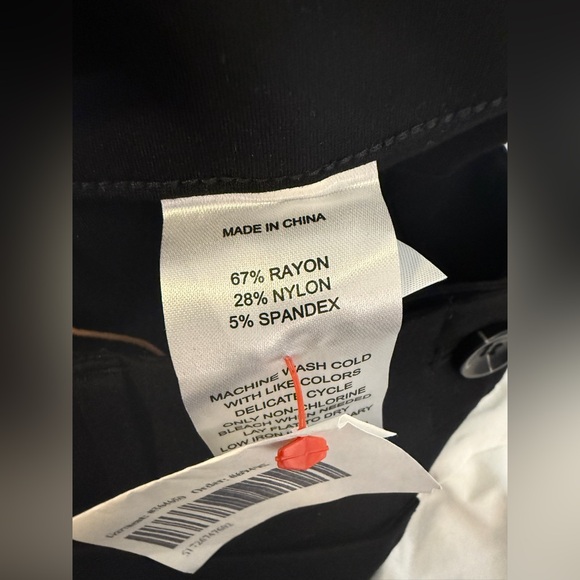 MADE IN CHINA
67% RAYON
28% NYLON
5% SPANDEX
MACHINE WASH COLD
WITH LIKE COLORS
DELICATE CYCLE
ONLY NON-CHLORINE
BLEACH WHEN NEEDED
LAY FLAT TO DRY
LOW IRON
Order: